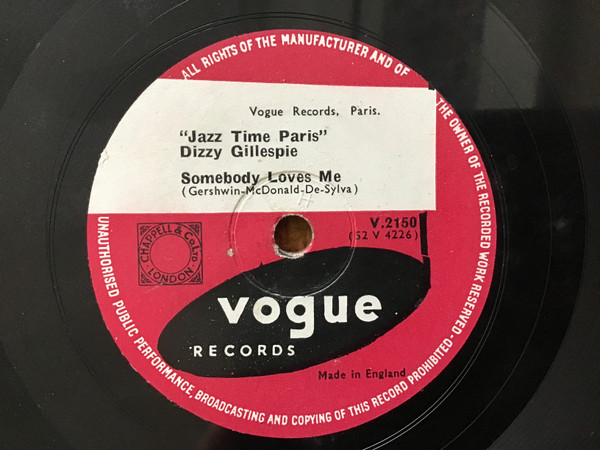 ALL RIGHTS OF THE MANUFACTURER AND OF THE OWNER OF THE RECORDED WORK RESERVED -
Vogue Records, Paris.
"Jazz Time Paris"
Dizzy Gillespie
Somebody Loves Me
(Gershwin-McDonald-De-Sylva)
H
V.2150
(52 V 4226)
CHAPPELL & Co. LTD.
LONDON
vogue
RECORDS
Made in England
UNAUTHORISED PUBLIC PERFORMANCE, BROADCASTING AND COPYING OF THIS RECORD PROHIBITED -